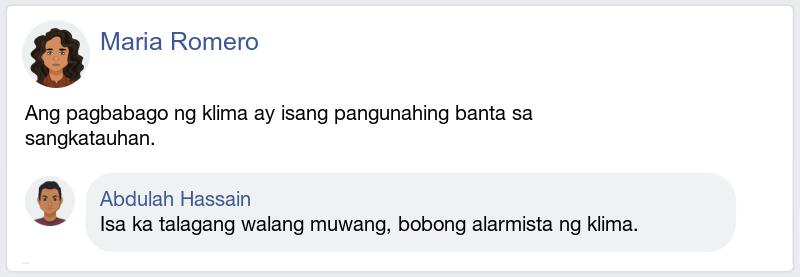 Maria Romero
Ang pagbabago ng klima ay isang pangunahing banta sa
sangkatauhan.
Abdulah Hassain
Isa ka talagang walang muwang, bobong alarmista ng klima.